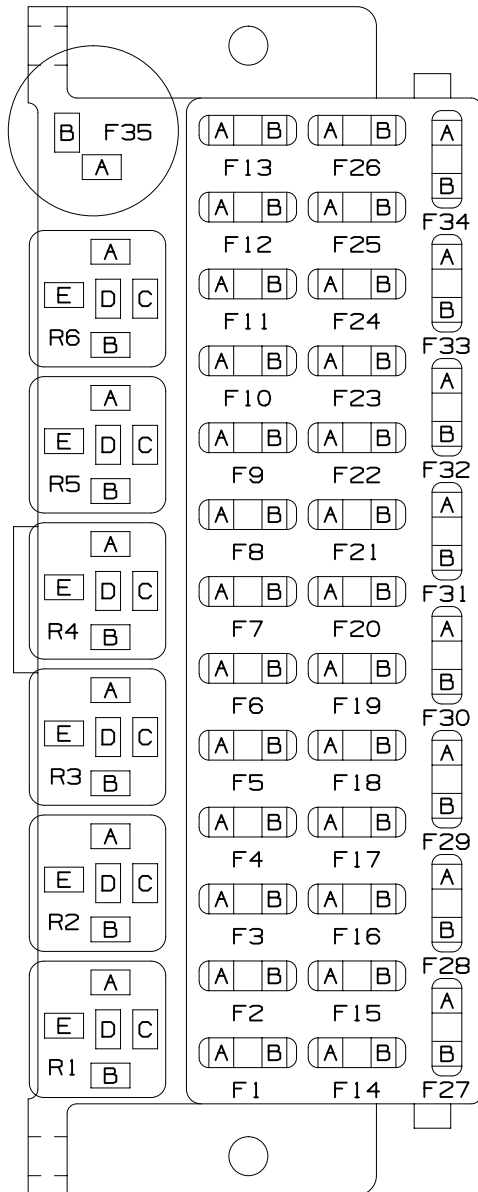 B F35
A
A B A B A
F13 F26
B
A B A B F34
F12 F25
A
A
E D C
A B A B
R6 B
F11 F24
B
F33
A B A B A
F10 F23
A
E D C
A B A B B
R5 B
F9 F22 F32
A
A B A B
A
F8 F21
B
E D C
A B A B F31
R4 B
F7 F20
A
A B A B
A
F6 F19
B
F30
E D C
A B A B A
R3 B
F5 F18
B
A B A B
A
F4 F17 F29
A
E D C
A B A B
R2 B
F3 F16
B
F28
A B A B
A
F2 F15
A
E D C
A B A B B
R1 B
F1 F14 F27